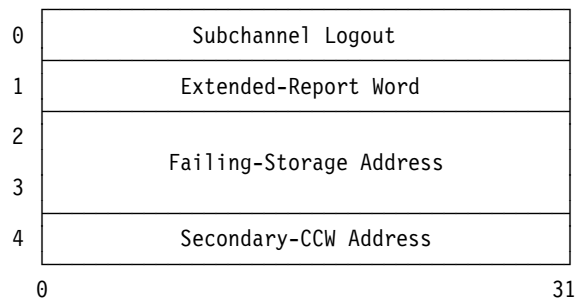 0 Subchannel Logout
1 Extended-Report Word
2
Failing-Storage Address
3
4 Secondary-CCW Address
0 31